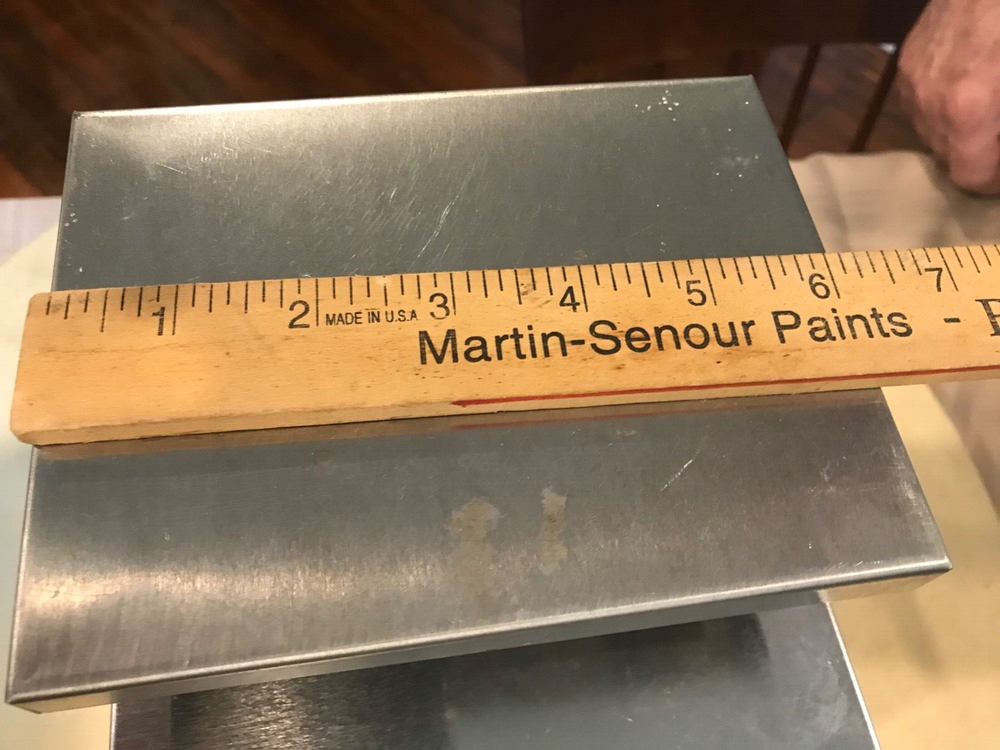 1 2 3 4 5 6 7
MADE IN U.S.A
Martin-Senour Paints -